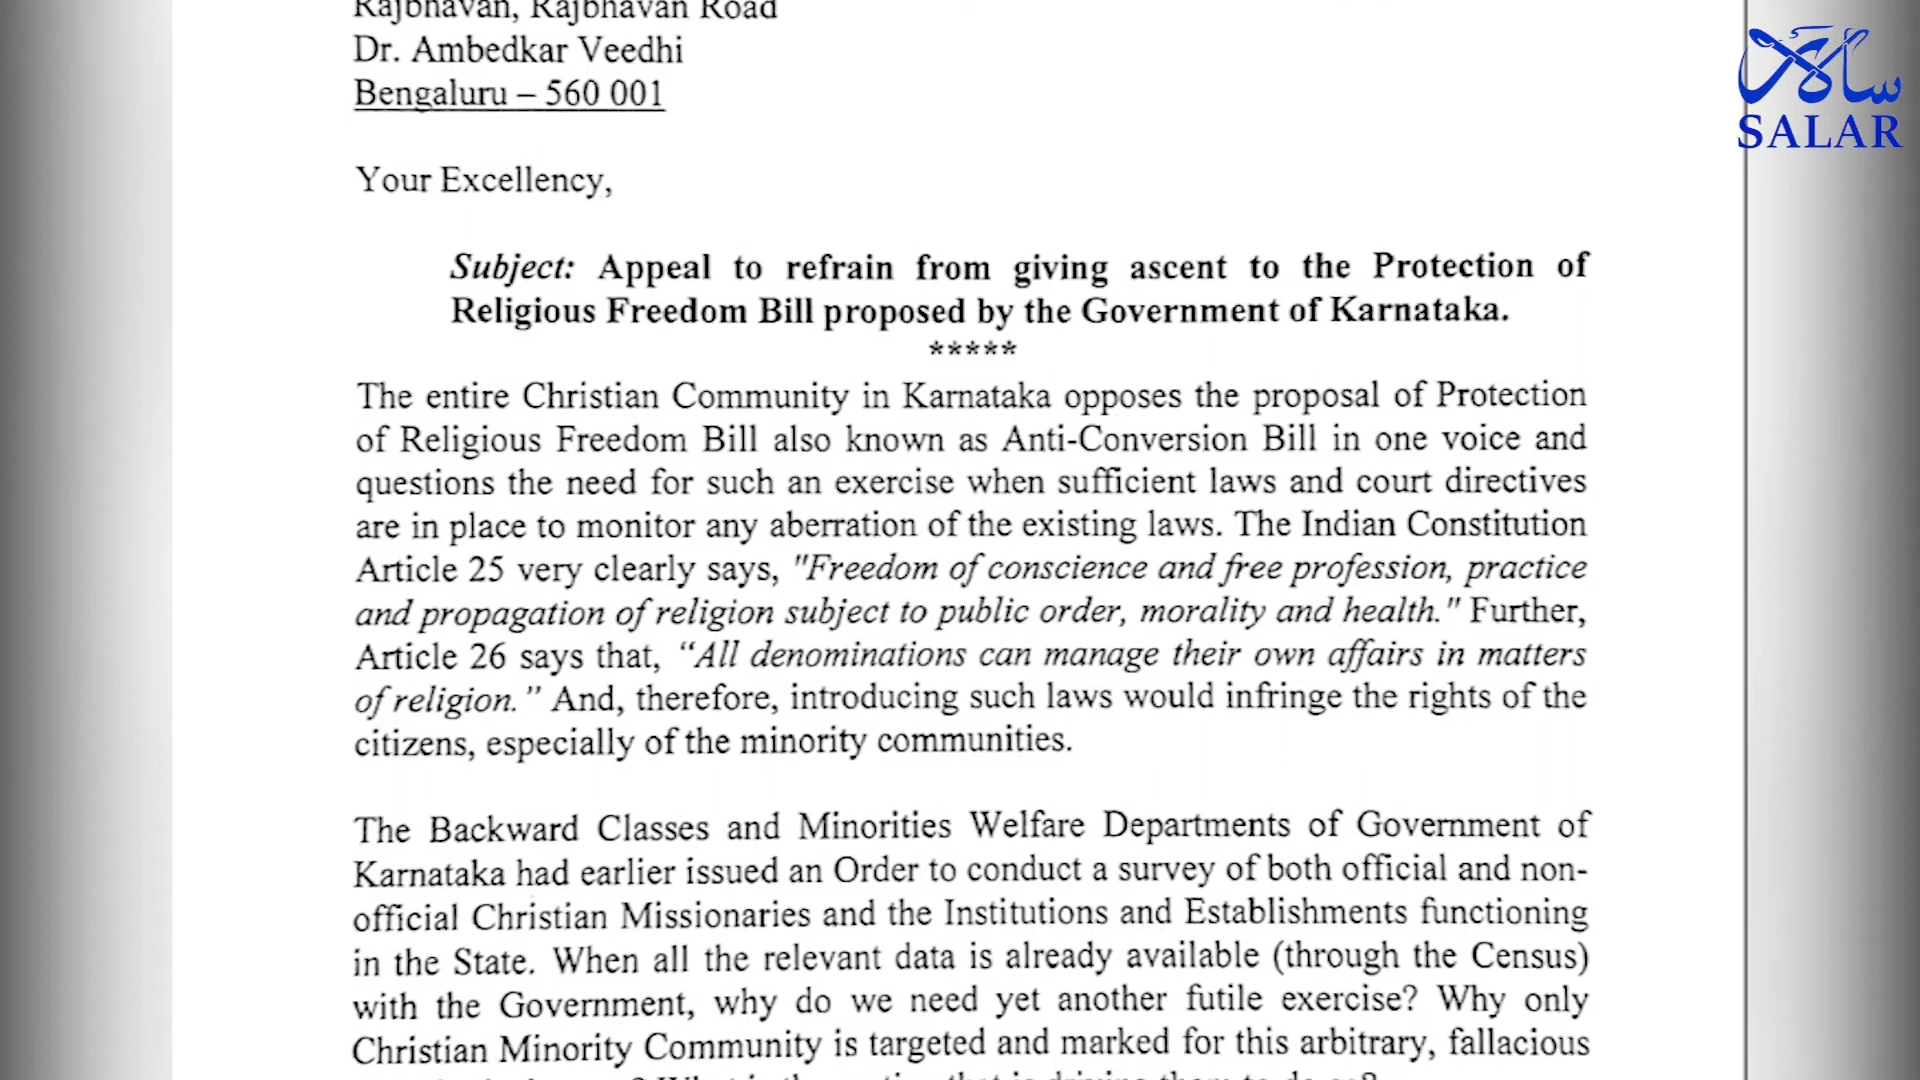 Rajbhavan, Rajbhavan Road
Dr. Ambedkar Veedhi
Bengaluru – 560 001
سالار
SALAR
Your Excellency,
Subject: Appeal to refrain from giving ascent to the Protection of
Religious Freedom Bill proposed by the Government of Karnataka.
*****
The entire Christian Community in Karnataka opposes the proposal of Protection
of Religious Freedom Bill also known as Anti-Conversion Bill in one voice and
questions the need for such an exercise when sufficient laws and court directives
are in place to monitor any aberration of the existing laws. The Indian Constitution
Article 25 very clearly says, "Freedom of conscience and free profession, practice
and propagation of religion subject to public order, morality and health." Further,
Article 26 says that, “All denominations can manage their own affairs in matters
of religion.” And, therefore, introducing such laws would infringe the rights of the
citizens, especially of the minority communities.
The Backward Classes and Minorities Welfare Departments of Government of
Karnataka had earlier issued an Order to conduct a survey of both official and non-
official Christian Missionaries and the Institutions and Establishments functioning
in the State. When all the relevant data is already available (through the Census)
with the Government, why do we need yet another futile exercise? Why only
Christian Minority Community is targeted and marked for this arbitrary, fallacious